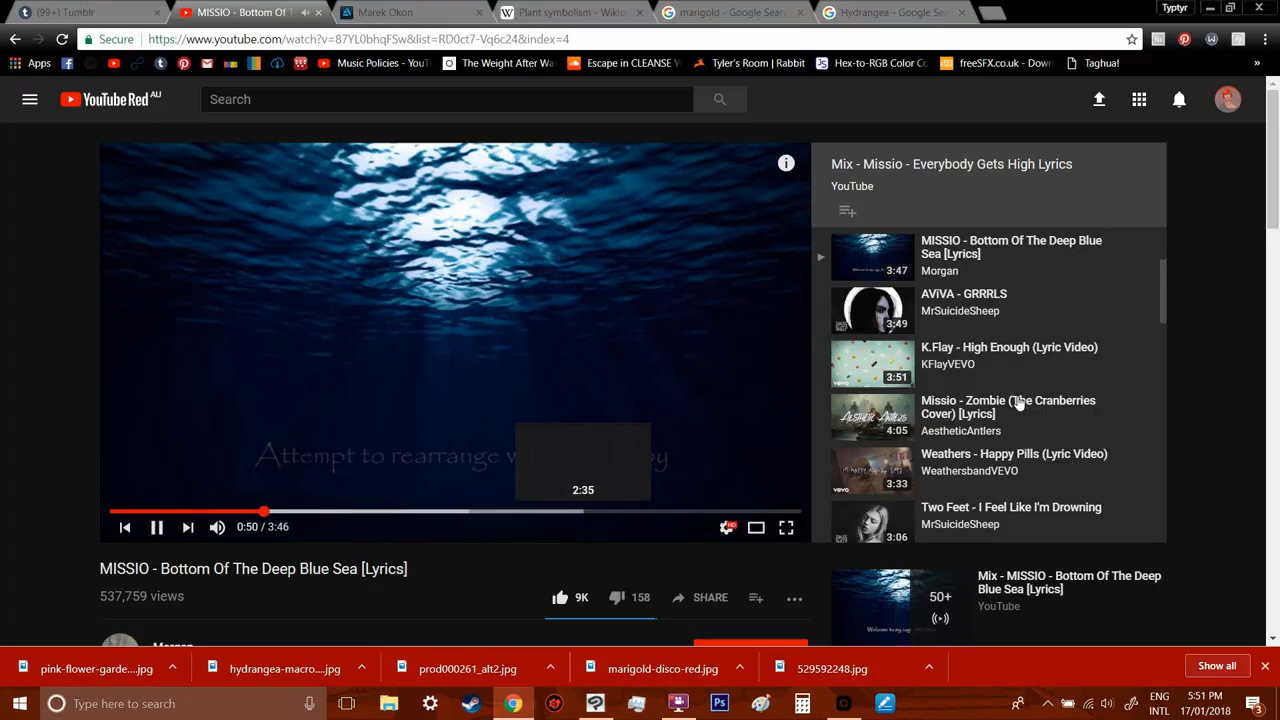 (99+) Tumblr
MISSIO - Bottom Of T
Marek Okon
Plant symbolism - Wiki
marigold - Google Sear
Hydrangea - Google Se
Typtyr
Secure
https://www.youtube.com/watch?v=87YL0bhqFSw&list=RD0ct7-Vq6c24&index=4
Apps
Music Policies - YouT
The Weight After Wa
Escape in CLEANSE Y
Tyler's Room | Rabbit
Hex-to-RGB Color Co
freeSFX.co.uk - Down
Taghua!
»
YouTube Red AU
Search
Mix - Missio - Everybody Gets High Lyrics
YouTube
MISSIO - Bottom Of The Deep Blue
Sea [Lyrics]
Morgan
3:47
AViVA - GRRRLS
MrSuicideSheep
3:49
K.Flay - High Enough (Lyric Video)
KFlayVEVO
3:51
vevo
Missio - Zombie (The Cranberries
Cover) [Lyrics]
AestheticAntlers
AESTHETIC ANTLERS
4:05
Weathers - Happy Pills (Lyric Video)
WeathersbandVEVO
3:33
vevo
Two Feet - I Feel Like I'm Drowning
MrSuicideSheep
3:06
Attempt to rearrange w
2:35
0:50 / 3:46
HD
MISSIO - Bottom Of The Deep Blue Sea [Lyrics]
537,759 views
9K
158
SHARE
Morgan
Mix - MISSIO - Bottom Of The Deep
Blue Sea [Lyrics]
YouTube
50+
pink-flower-garde....jpg
hydrangea-macro....jpg
prod000261_alt2.jpg
marigold-disco-red.jpg
529592248.jpg
Show all
Type here to search
Ps
ENG
INTL
5:51 PM
17/01/2018